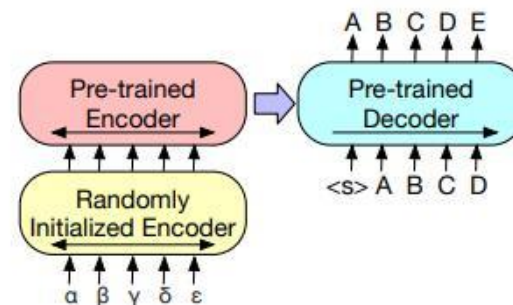 A B C D E
Pre-trained
Encoder
Pre-trained
Decoder
<s> A B C D
Randomly
Initialized Encoder
α β γ δ ε